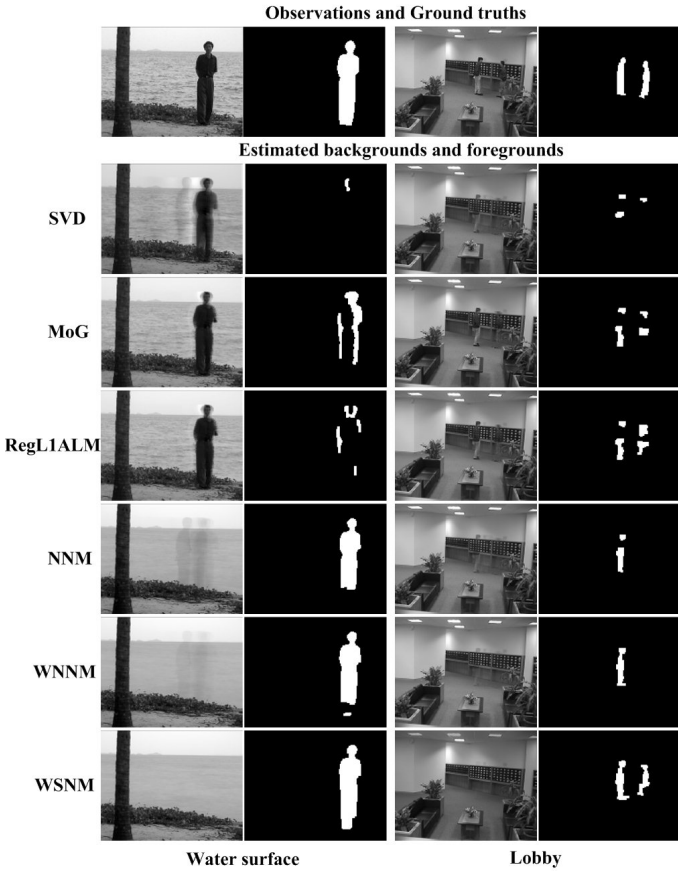 Observations and Ground truths
Estimated backgrounds and foregrounds
SVD
MoG
RegL1ALM
NNM
WNNM
WSNM
Water surface
Lobby